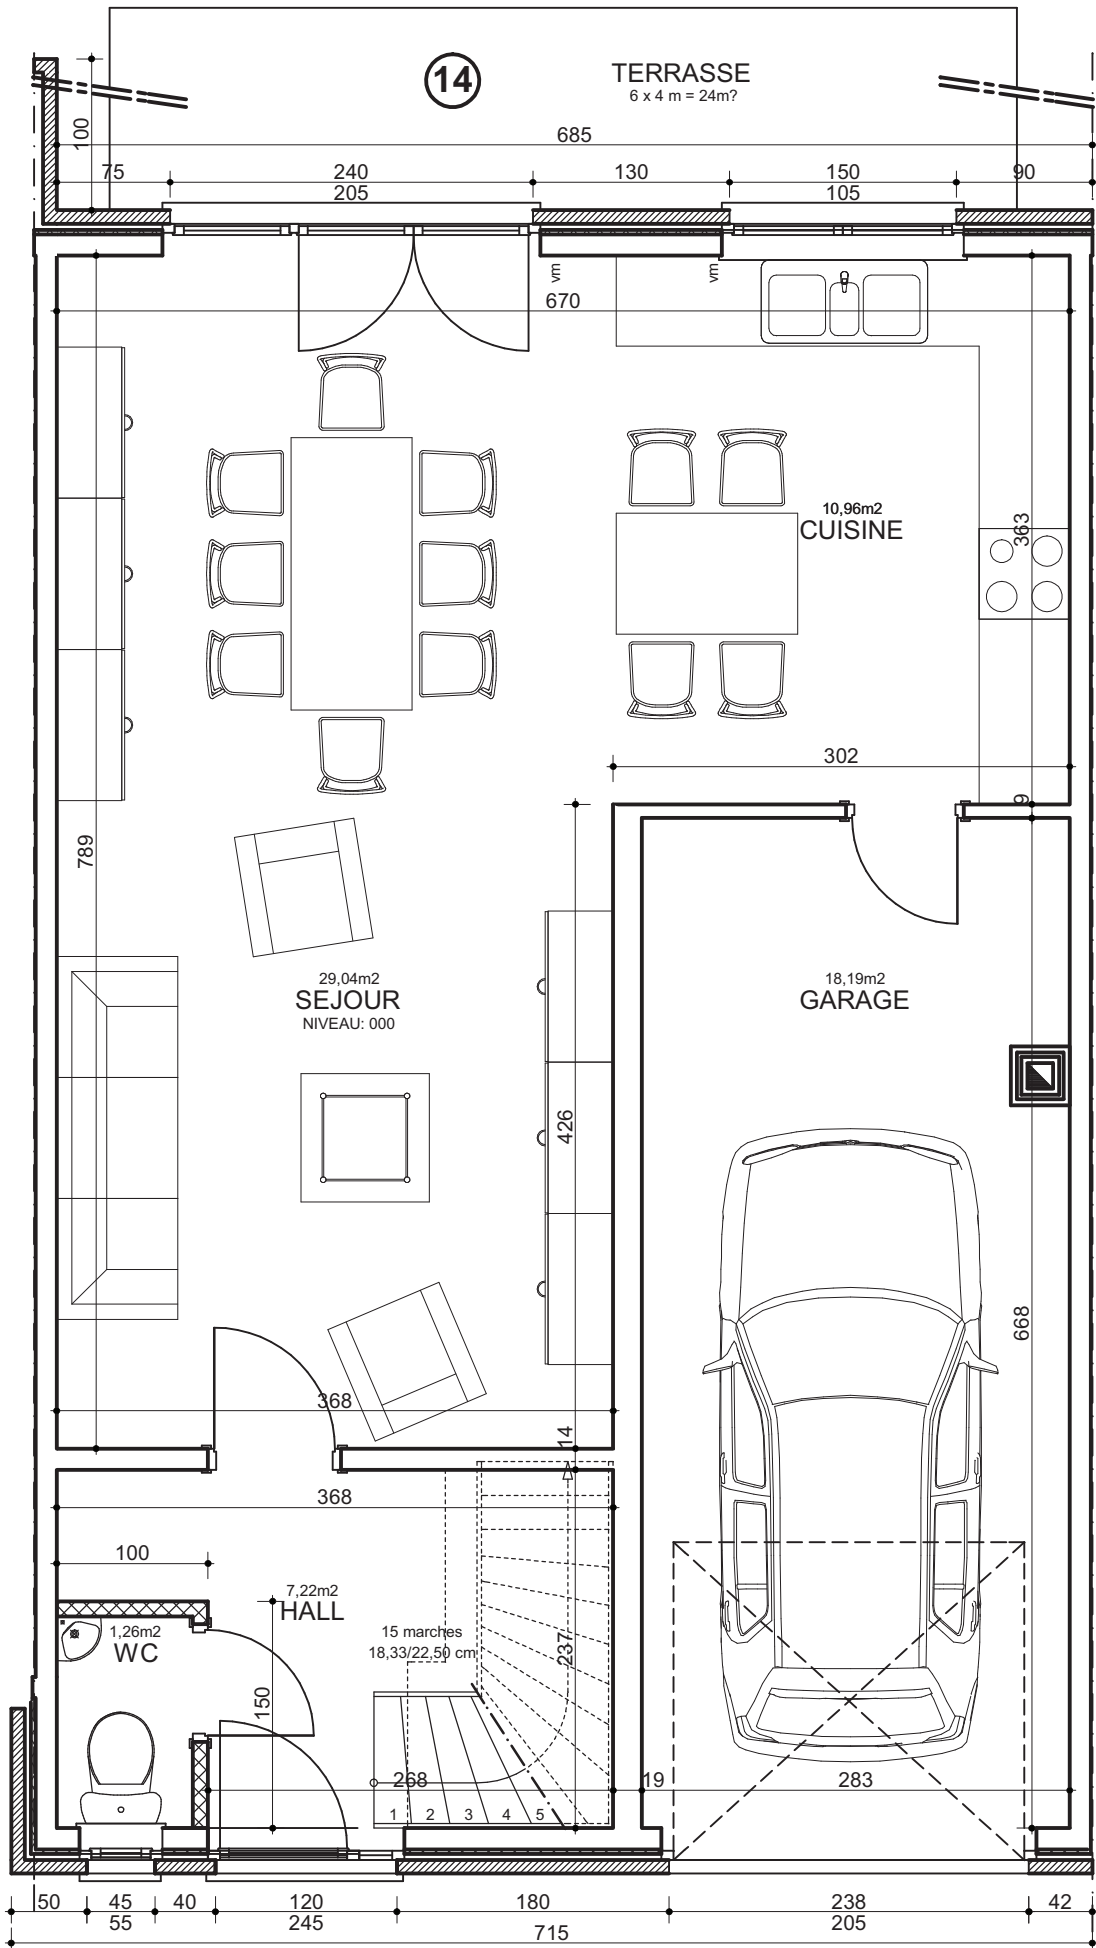 14
TERRASSE
6 x 4 m = 24m?
100
685
75
240
205
130
150
105
90
vm
vm
670
10,96m2
CUISINE
363
302
9
789
29,04m2
SEJOUR
NIVEAU: 000
18,19m2
GARAGE
426
668
368
14
368
100
7,22m2
HALL
1,26m2
WC
15 marches
18,33/22,50 cm
237
150
268
19
283
1 2 3 4 5
50 45 40 120 180 238 42
55 245 205
715